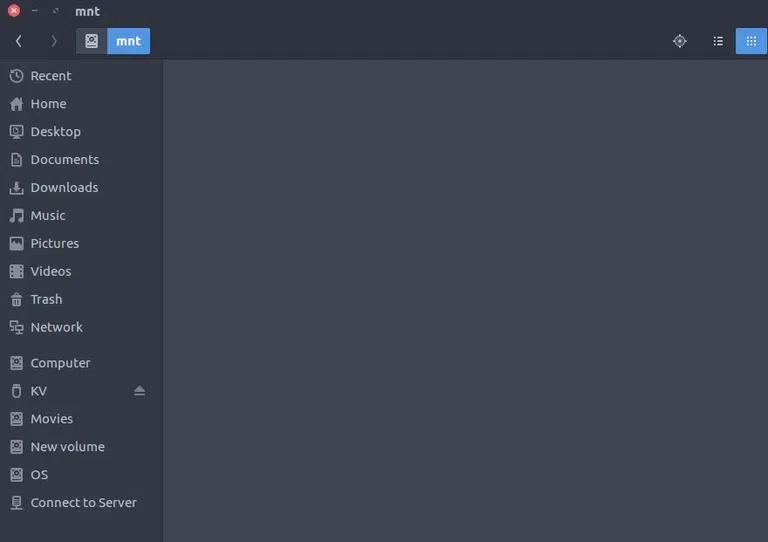 mnt
mnt
Recent
Home
Desktop
Documents
Downloads
Music
Pictures
Videos
Trash
Network
Computer
KV
Movies
New volume
OS
Connect to Server